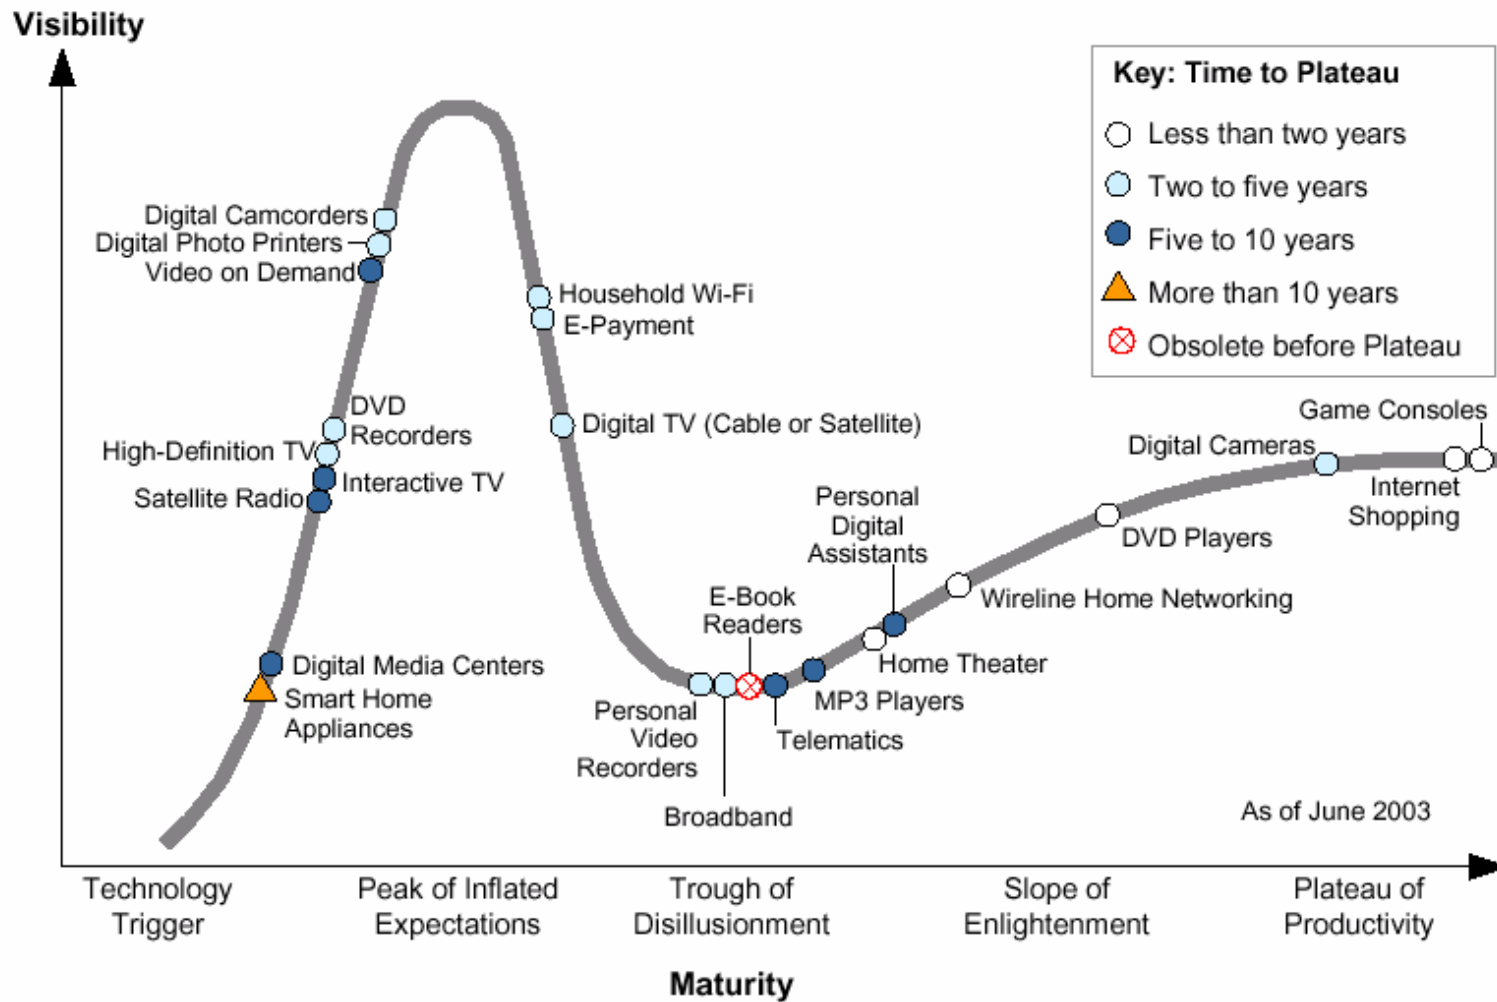 Visibility
Key: Time to Plateau
Less than two years
Two to five years
Five to 10 years
More than 10 years
Obsolete before Plateau
Digital Camcorders
Digital Photo Printers
Video on Demand
DVD
Recorders
High-Definition TV
Interactive TV
Satellite Radio
Digital Media Centers
Smart Home
Appliances
Household Wi-Fi
E-Payment
Digital TV (Cable or Satellite)
Personal
Video
Recorders
Broadband
E-Book
Readers
Telematics
MP3 Players
Home Theater
Personal
Digital
Assistants
Wireline Home Networking
DVD Players
Digital Cameras
Internet
Shopping
Game Consoles
As of June 2003
Technology
Trigger
Peak of Inflated
Expectations
Trough of
Disillusionment
Slope of
Enlightenment
Plateau of
Productivity
Maturity